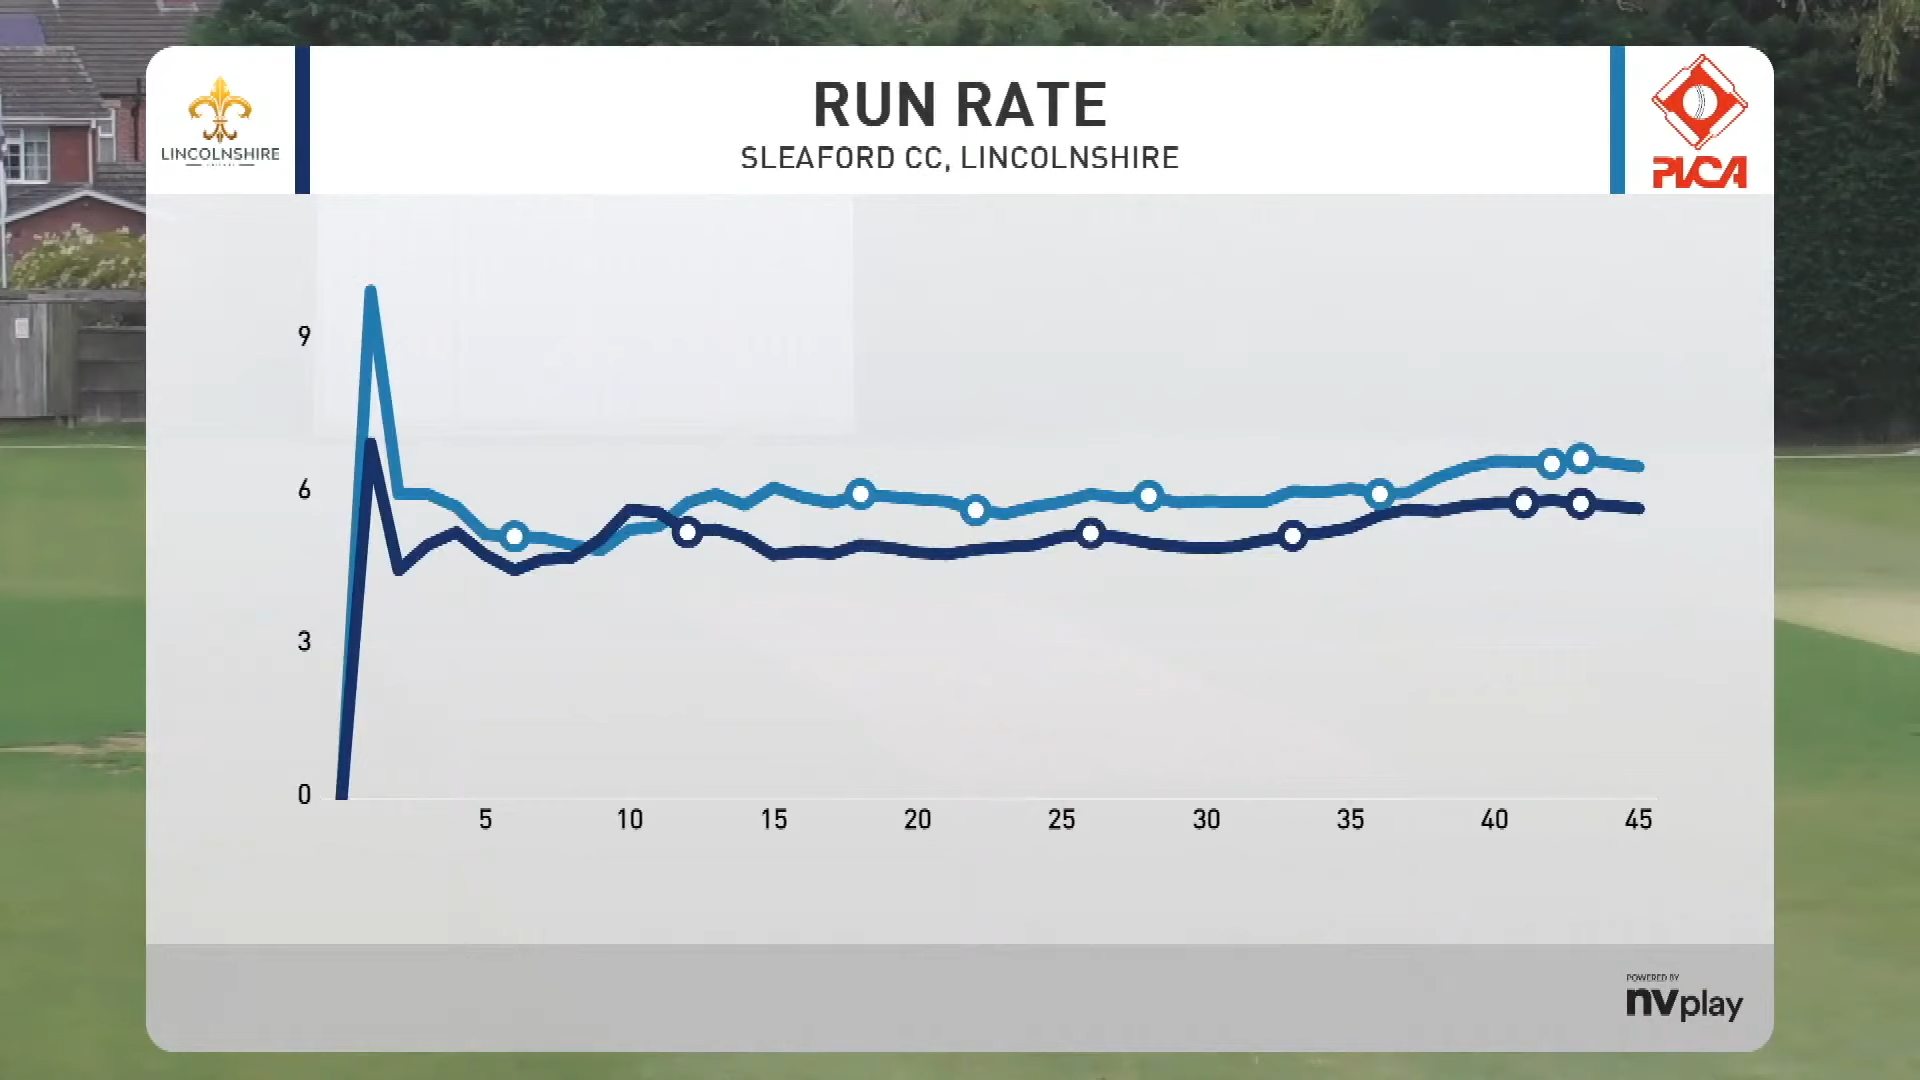 RUN RATE
SLEAFORD CC, LINCOLNSHIRE
LINCOLNSHIRE
PVCA
9
6
3
0
5 10 15 20 25 30 35 40 45
POWERED BY
nvplay